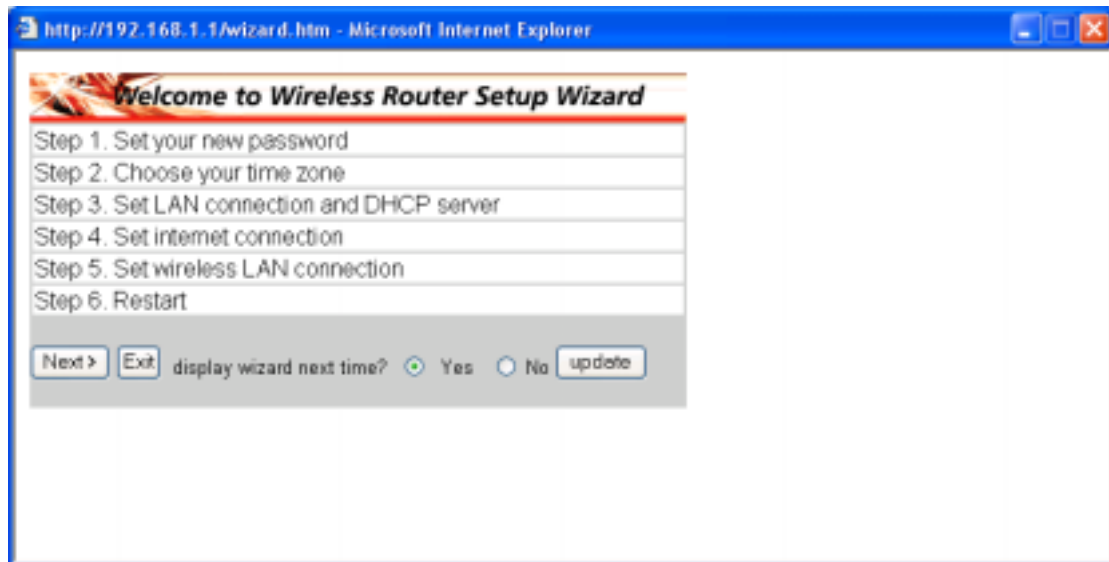 http://192.168.1.1/wizard.htm - Microsoft Internet Explorer
Welcome to Wireless Router Setup Wizard
Step 1. Set your new password
Step 2. Choose your time zone
Step 3. Set LAN connection and DHCP server
Step 4. Set internet connection
Step 5. Set wireless LAN connection
Step 6. Restart
Next> Exit display wizard next time? Yes No update